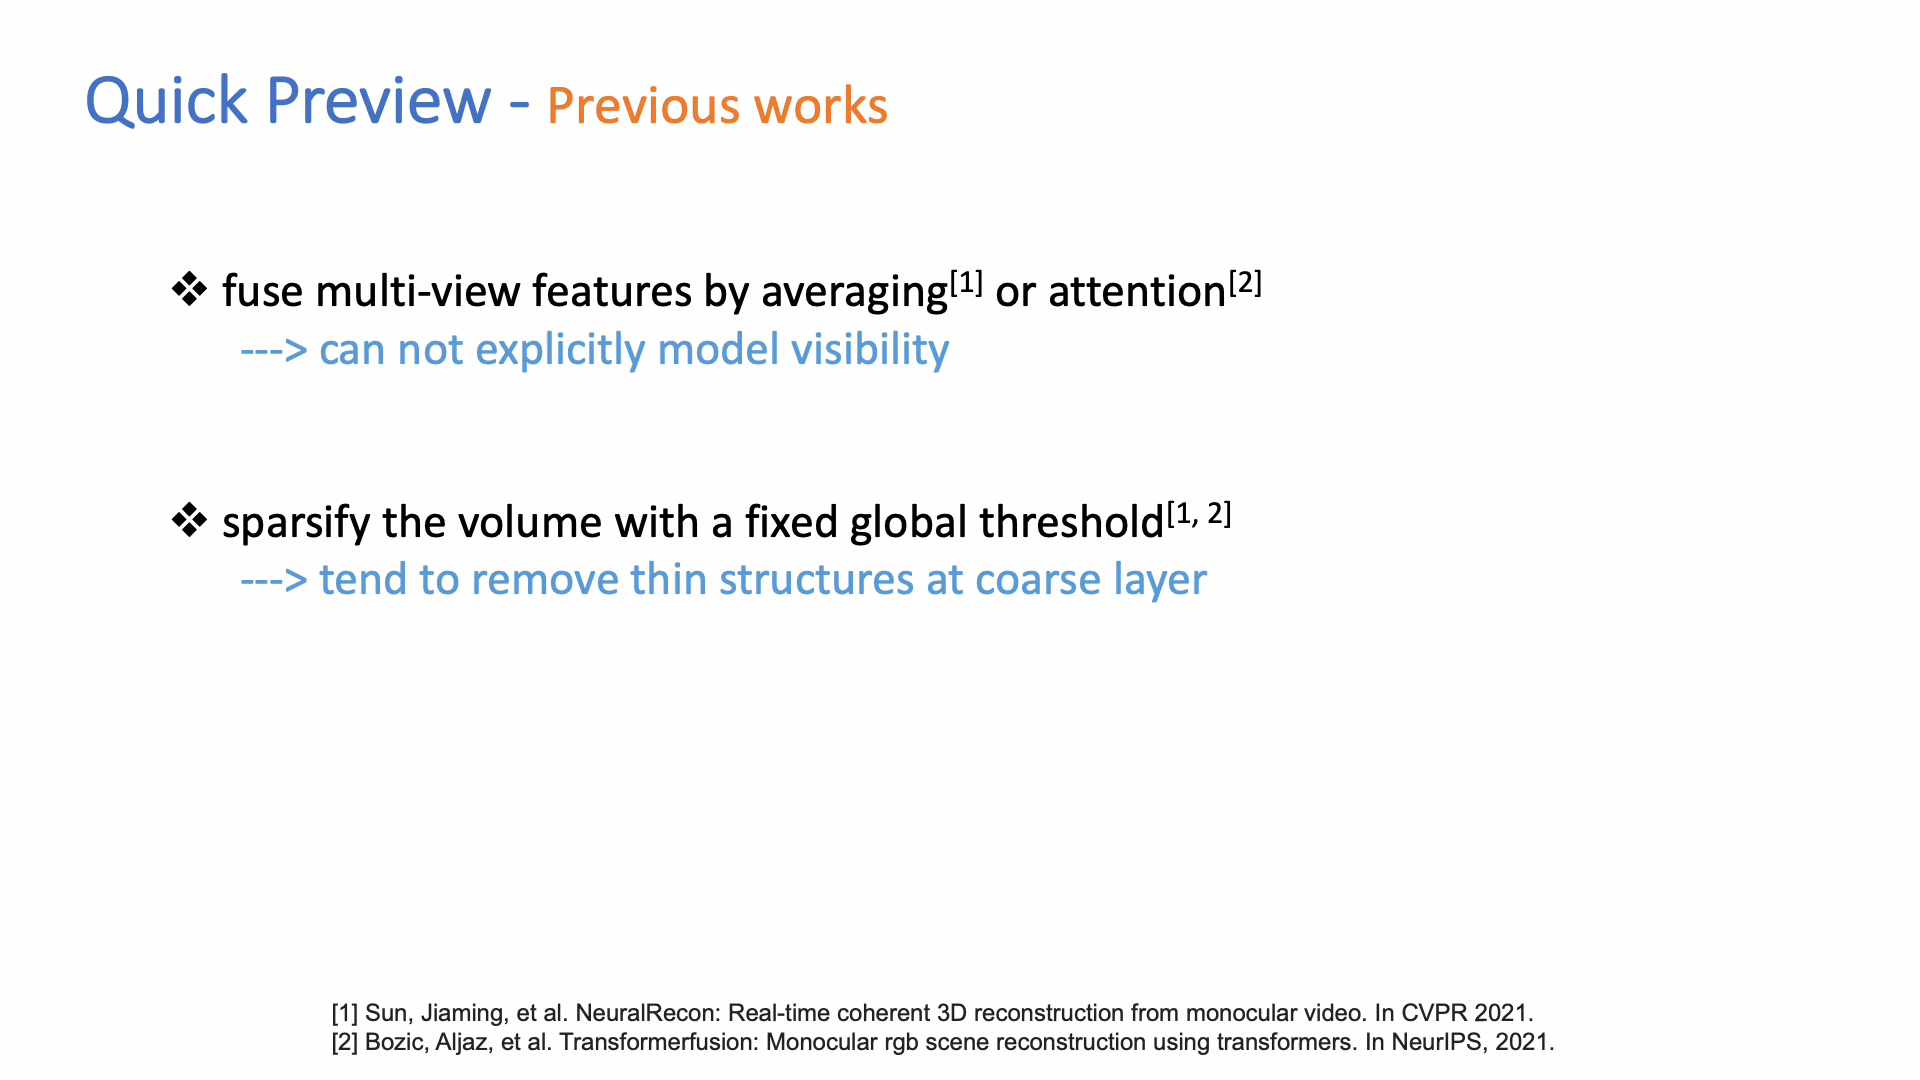 Quick Preview - Previous works
❖ fuse multi-view features by averaging[1] or attention[2]
---> can not explicitly model visibility
❖ sparsify the volume with a fixed global threshold[1, 2]
---> tend to remove thin structures at coarse layer
[1] Sun, Jiaming, et al. NeuralRecon: Real-time coherent 3D reconstruction from monocular video. In CVPR 2021.
[2] Bozic, Aljaz, et al. Transformerfusion: Monocular rgb scene reconstruction using transformers. In NeurIPS, 2021.